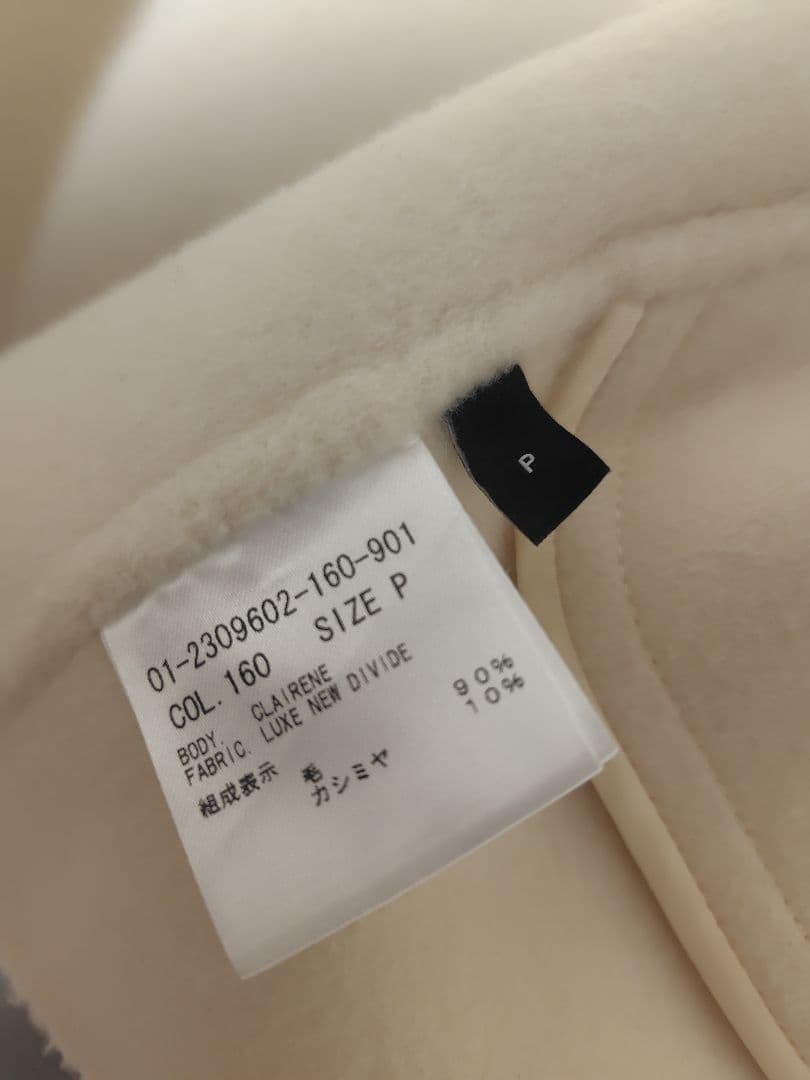 P
01-2309602-160-901
COL. 160 SIZE P
BODY. CLAIRENE
FABRIC. LUXE NEW DIVIDE
組成表示 毛 90%
カシミヤ 10%